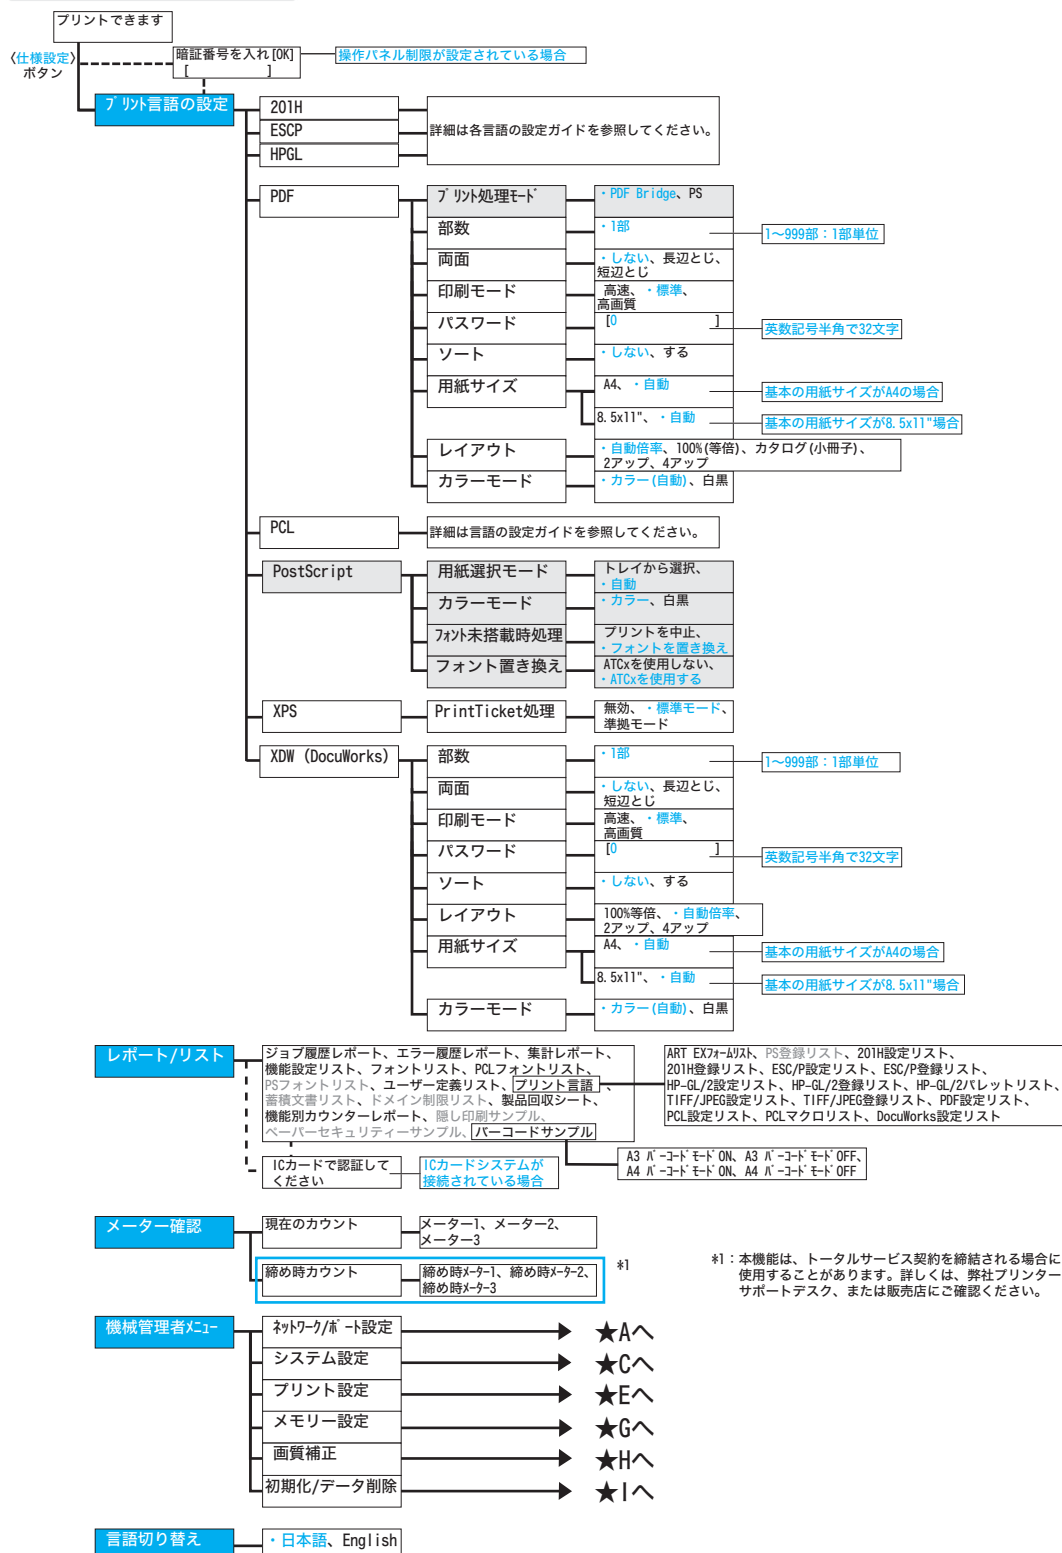 プリントできます
〈仕様設定〉
ボタン
暗証番号を入れ[OK]
[　　　　　]
操作パネル制限が設定されている場合
プリント言語の設定
201H
ESCP
HPGL
詳細は各言語の設定ガイドを参照してください。
PDF
プリント処理モード
・PDF Bridge、PS
部数
・1部
1～999部：1部単位
両面
・しない、長辺とじ、
短辺とじ
印刷モード
高速、・標準、
高画質
パスワード
[0　　　　　]
英数記号半角で32文字
ソート
・しない、する
用紙サイズ
A4、・自動
基本の用紙サイズがA4の場合
8.5x11"、・自動
基本の用紙サイズが8.5x11"場合
レイアウト
・自動倍率、100%(等倍)、カタログ(小冊子)、
2アップ、4アップ
カラーモード
・カラー(自動)、白黒
PCL
詳細は言語の設定ガイドを参照してください。
PostScript
用紙選択モード
トレイから選択、
・自動
カラーモード
・カラー、白黒
フォント未搭載時処理
プリントを中止、
・フォントを置き換え
フォント置き換え
ATCxを使用しない、
・ATCxを使用する
XPS
PrintTicket処理
無効、・標準モード、
準拠モード
XDW (DocuWorks)
部数
・1部
1～999部：1部単位
両面
・しない、長辺とじ、
短辺とじ
印刷モード
高速、・標準、
高画質
パスワード
[0　　　　　]
英数記号半角で32文字
ソート
・しない、する
レイアウト
100%等倍、・自動倍率、
2アップ、4アップ
用紙サイズ
A4、・自動
基本の用紙サイズがA4の場合
8.5x11"、・自動
基本の用紙サイズが8.5x11"場合
カラーモード
・カラー(自動)、白黒
レポート/リスト
ジョブ履歴レポート、エラー履歴レポート、集計レポート、
機能設定リスト、フォントリスト、PCLフォントリスト、
PSフォントリスト、ユーザー定義リスト、プリント言語、
蓄積文書リスト、ドメイン制限リスト、製品回収シート、
機能別カウンターレポート、隠し印刷サンプル、
ペーパーセキュリティーサンプル、バーコードサンプル
ART EXフォームリスト、PS登録リスト、201H設定リスト、
201H登録リスト、ESC/P設定リスト、ESC/P登録リスト、
HP-GL/2設定リスト、HP-GL/2登録リスト、HP-GL/2パレットリスト、
TIFF/JPEG設定リスト、TIFF/JPEG登録リスト、PDF設定リスト、
PCL設定リスト、PCLマクロリスト、DocuWorks設定リスト
A3 バーコードモードON、A3 バーコードモードOFF、
A4 バーコードモードON、A4 バーコードモードOFF
ICカードで認証して
ください
ICカードシステムが
接続されている場合
メーター確認
現在のカウント
メーター1、メーター2、
メーター3
締め時カウント
締め時メーター1、締め時メーター2、
締め時メーター3
*1
*1：本機能は、トータルサービス契約を締結される場合に
使用することがあります。詳しくは、弊社プリンター
サポートデスク、または販売店にご確認ください。
機械管理者メニュー
ネットワーク/ポート設定
★Aへ
システム設定
★Cへ
プリント設定
★Eへ
メモリー設定
★Gへ
画質補正
★Hへ
初期化/データ削除
★Iへ
言語切り替え
・日本語、English